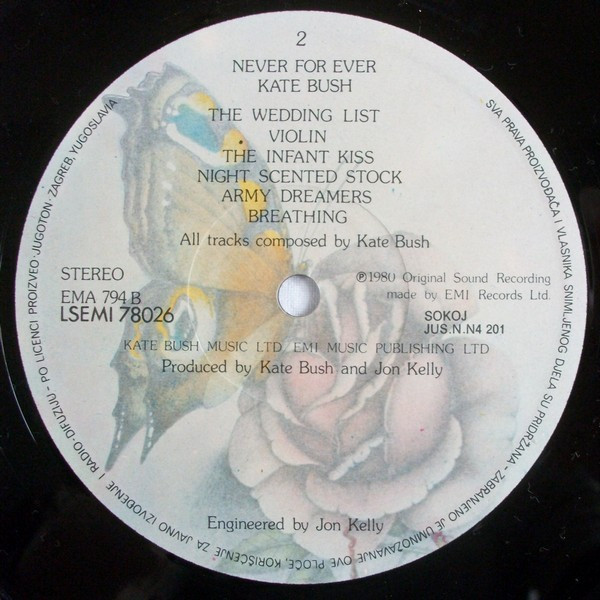 2
NEVER FOR EVER
KATE BUSH
THE WEDDING LIST
VIOLIN
THE INFANT KISS
NIGHT SCENTED STOCK
ARMY DREAMERS
BREATHING
All tracks composed by Kate Bush
STEREO
EMA 794 B
LSEMI 78026
℗1980 Original Sound Recording
made by EMI Records Ltd.
SOKOJ
JUS.N.N4 201
KATE BUSH MUSIC LTD/EMI MUSIC PUBLISHING LTD
Produced by Kate Bush and Jon Kelly
Engineered by Jon Kelly
SVA PRAVA PROIZVOĐAČA I VLASNIKA SNIMLJENOG DJELA SU PRIDRŽANA - ZABRANJENO JE UMNOŽAVANJE OVE PLOČE, KORIŠĆENJE ZA JAVNO IZVOĐENJE I RADIO-DIFUZIJU - PO LICENCI PROIZVEO·JUGOTON·ZAGREB, YUGOSLAVIA